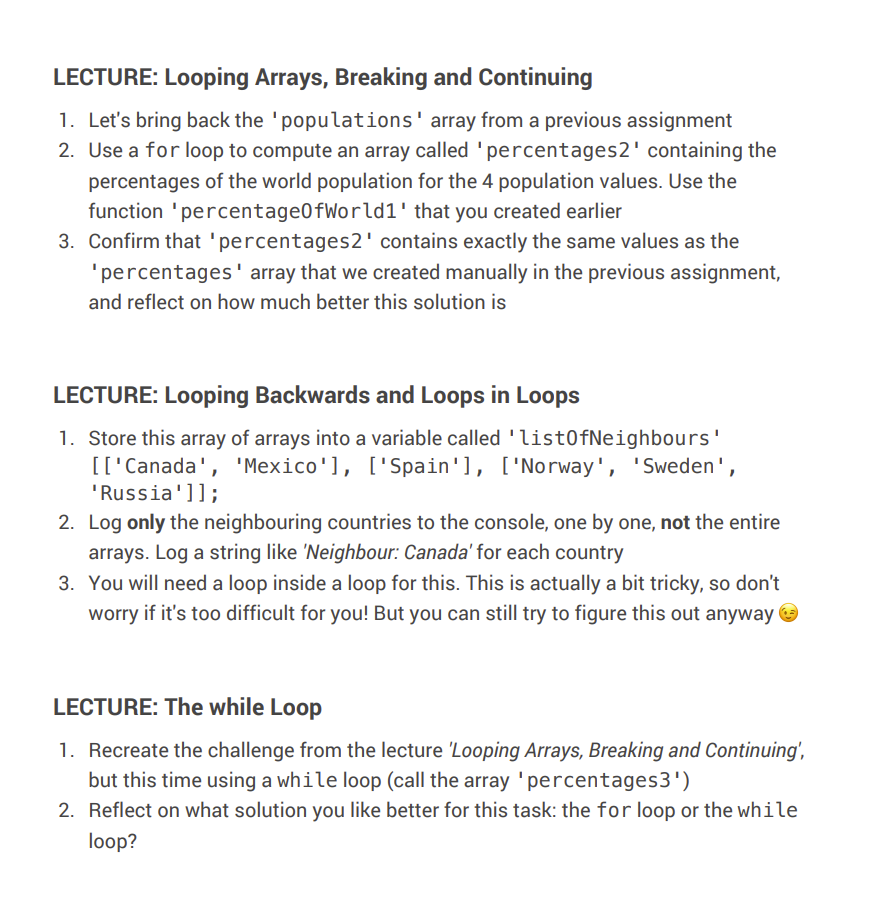 LECTURE: Looping Arrays, Breaking and Continuing
1. Let's bring back the 'populations' array from a previous assignment
2. Use a for loop to compute an array called 'percentages2' containing the
percentages of the world population for the 4 population values. Use the
function 'percentageOfWorld1' that you created earlier
3. Confirm that 'percentages2' contains exactly the same values as the
'percentages' array that we created manually in the previous assignment,
and reflect on how much better this solution is
LECTURE: Looping Backwards and Loops in Loops
1. Store this array of arrays into a variable called 'listOfNeighbours'
[['Canada', 'Mexico'], ['Spain'], ['Norway', 'Sweden',
'Russia']];
2. Log only the neighbouring countries to the console, one by one, not the entire
arrays. Log a string like 'Neighbour: Canada' for each country
3. You will need a loop inside a loop for this. This is actually a bit tricky, so don't
worry if it's too difficult for you! But you can still try to figure this out anyway 😉
LECTURE: The while Loop
1. Recreate the challenge from the lecture 'Looping Arrays, Breaking and Continuing',
but this time using a while loop (call the array 'percentages3')
2. Reflect on what solution you like better for this task: the for loop or the while
loop?